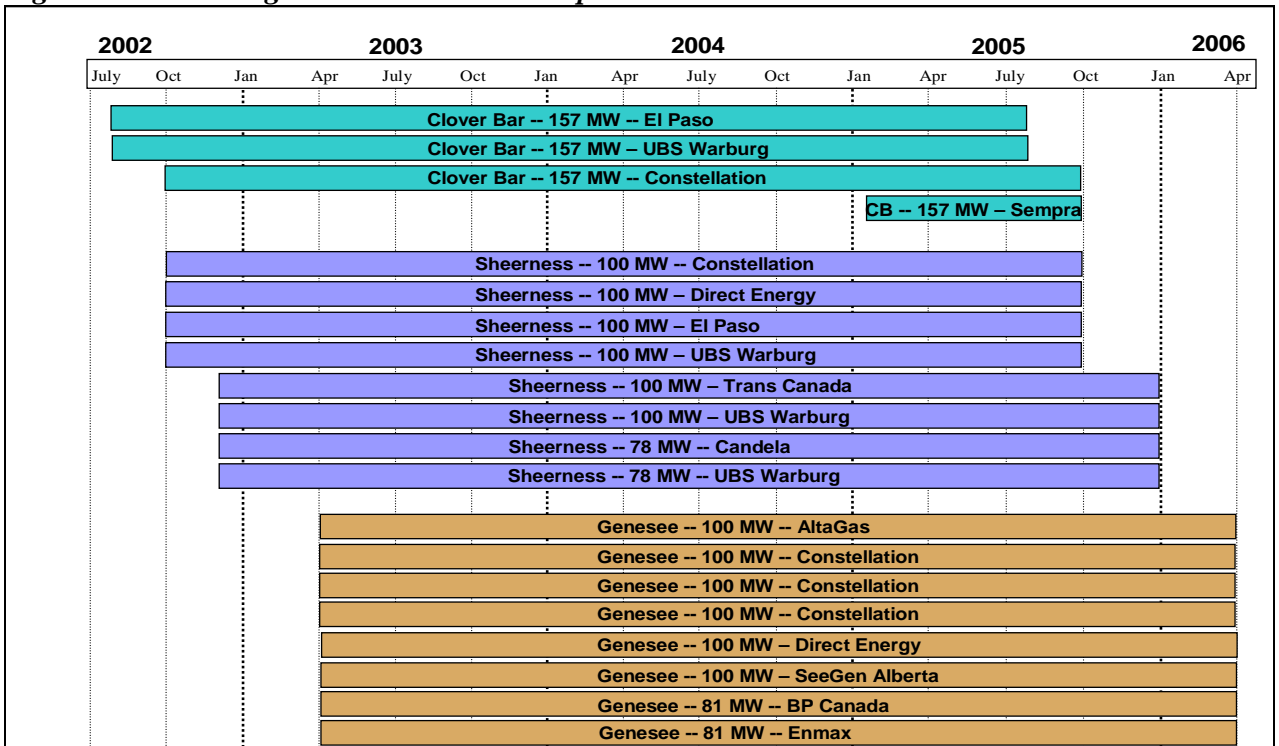 2002 2003 2004 2005 2006
July Oct Jan Apr July Oct Jan Apr July Oct Jan Apr July Oct Jan Apr
Clover Bar -- 157 MW -- El Paso
Clover Bar -- 157 MW – UBS Warburg
Clover Bar -- 157 MW -- Constellation
CB -- 157 MW – Sempra
Sheerness -- 100 MW -- Constellation
Sheerness -- 100 MW – Direct Energy
Sheerness -- 100 MW – El Paso
Sheerness -- 100 MW – UBS Warburg
Sheerness -- 100 MW – Trans Canada
Sheerness -- 100 MW – UBS Warburg
Sheerness -- 78 MW -- Candela
Sheerness -- 78 MW -- UBS Warburg
Genesee -- 100 MW -- AltaGas
Genesee -- 100 MW -- Constellation
Genesee -- 100 MW -- Constellation
Genesee -- 100 MW -- Constellation
Genesee -- 100 MW – Direct Energy
Genesee -- 100 MW – SeeGen Alberta
Genesee -- 81 MW -- BP Canada
Genesee -- 81 MW -- Enmax